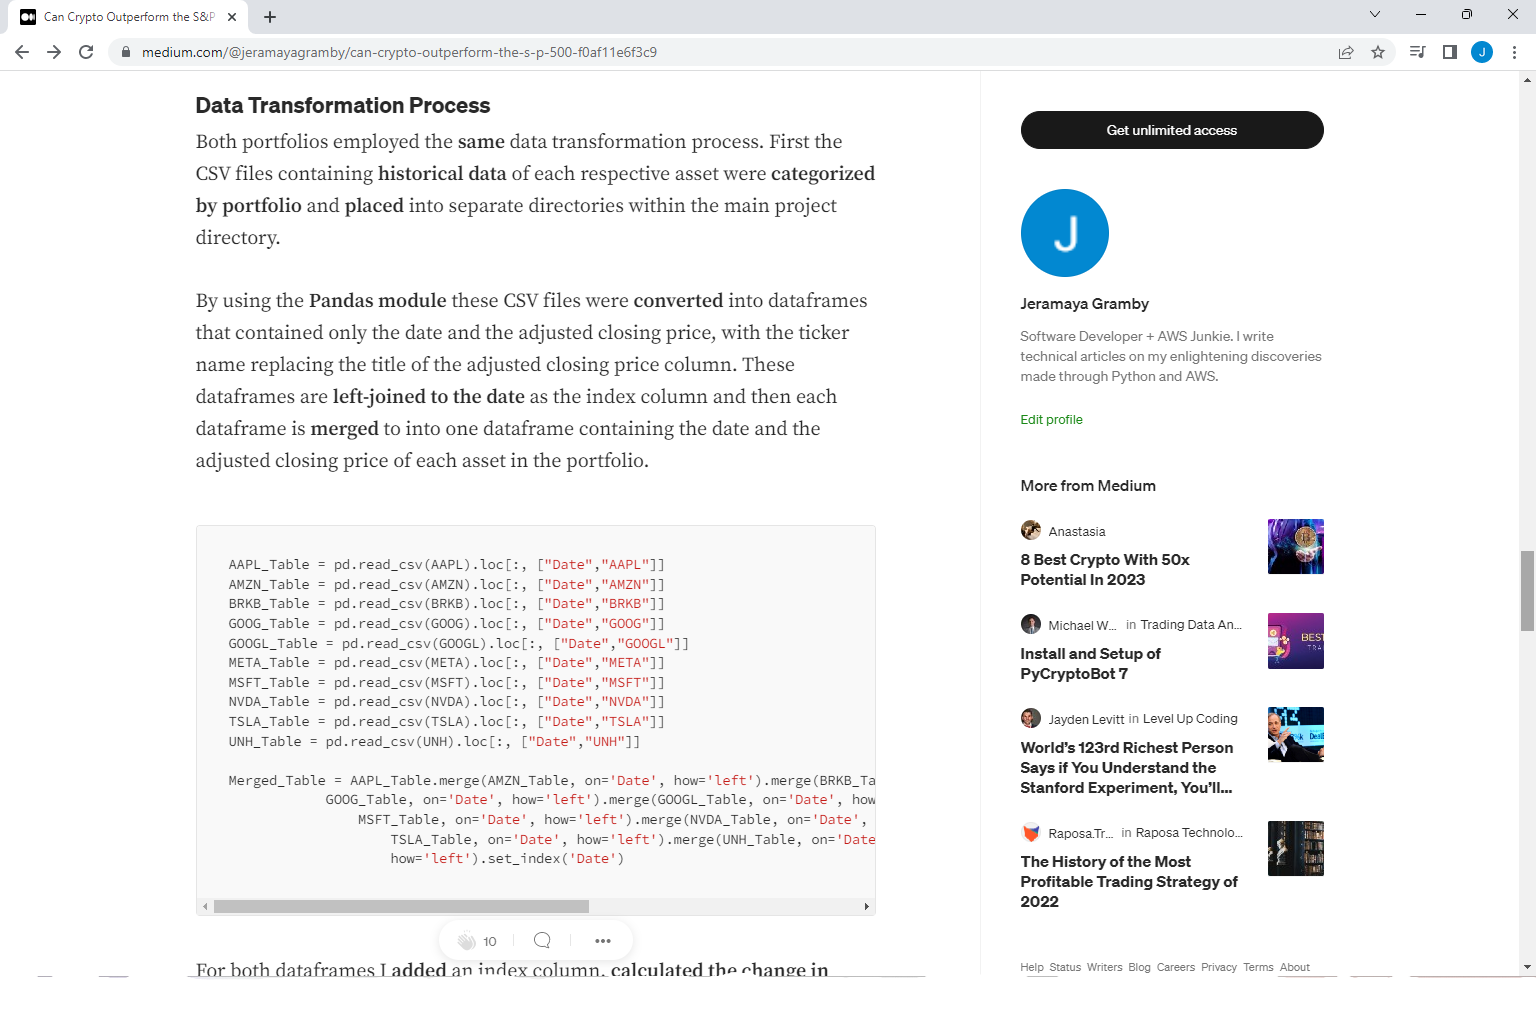 Can Crypto Outperform the S&P
medium.com/@jeramayagramby/can-crypto-outperform-the-s-p-500-f0af11e6f3c9
J
Data Transformation Process
Both portfolios employed the same data transformation process. First the
CSV files containing historical data of each respective asset were categorized
by portfolio and placed into separate directories within the main project
directory.
By using the Pandas module these CSV files were converted into dataframes
that contained only the date and the adjusted closing price, with the ticker
name replacing the title of the adjusted closing price column. These
dataframes are left-joined to the date as the index column and then each
dataframe is merged to into one dataframe containing the date and the
adjusted closing price of each asset in the portfolio.
AAPL_Table = pd.read_csv(AAPL).loc[:, ["Date","AAPL"]]
AMZN_Table = pd.read_csv(AMZN).loc[:, ["Date","AMZN"]]
BRKB_Table = pd.read_csv(BRKB).loc[:, ["Date","BRKB"]]
GOOG_Table = pd.read_csv(GOOG).loc[:, ["Date","GOOG"]]
GOOGL_Table = pd.read_csv(GOOGL).loc[:, ["Date","GOOGL"]]
META_Table = pd.read_csv(META).loc[:, ["Date","META"]]
MSFT_Table = pd.read_csv(MSFT).loc[:, ["Date","MSFT"]]
NVDA_Table = pd.read_csv(NVDA).loc[:, ["Date","NVDA"]]
TSLA_Table = pd.read_csv(TSLA).loc[:, ["Date","TSLA"]]
UNH_Table = pd.read_csv(UNH).loc[:, ["Date","UNH"]]
Merged_Table = AAPL_Table.merge(AMZN_Table, on='Date', how='left').merge(BRKB_Ta
GOOG_Table, on='Date', how='left').merge(GOOGL_Table, on='Date', how
MSFT_Table, on='Date', how='left').merge(NVDA_Table, on='Date',
TSLA_Table, on='Date', how='left').merge(UNH_Table, on='Date
how='left').set_index('Date')
10
For both dataframes I added an index column, calculated the change in
Get unlimited access
J
Jeramaya Gramby
Software Developer + AWS Junkie. I write
technical articles on my enlightening discoveries
made through Python and AWS.
Edit profile
More from Medium
Anastasia
8 Best Crypto With 50x
Potential In 2023
Michael W... in Trading Data An...
Install and Setup of
PyCryptoBot 7
BEST
TRA
Jayden Levitt in Level Up Coding
World's 123rd Richest Person
Says if You Understand the
Stanford Experiment, You'll...
Raposa.Tr... in Raposa Technolo...
The History of the Most
Profitable Trading Strategy of
2022
Help Status Writers Blog Careers Privacy Terms About